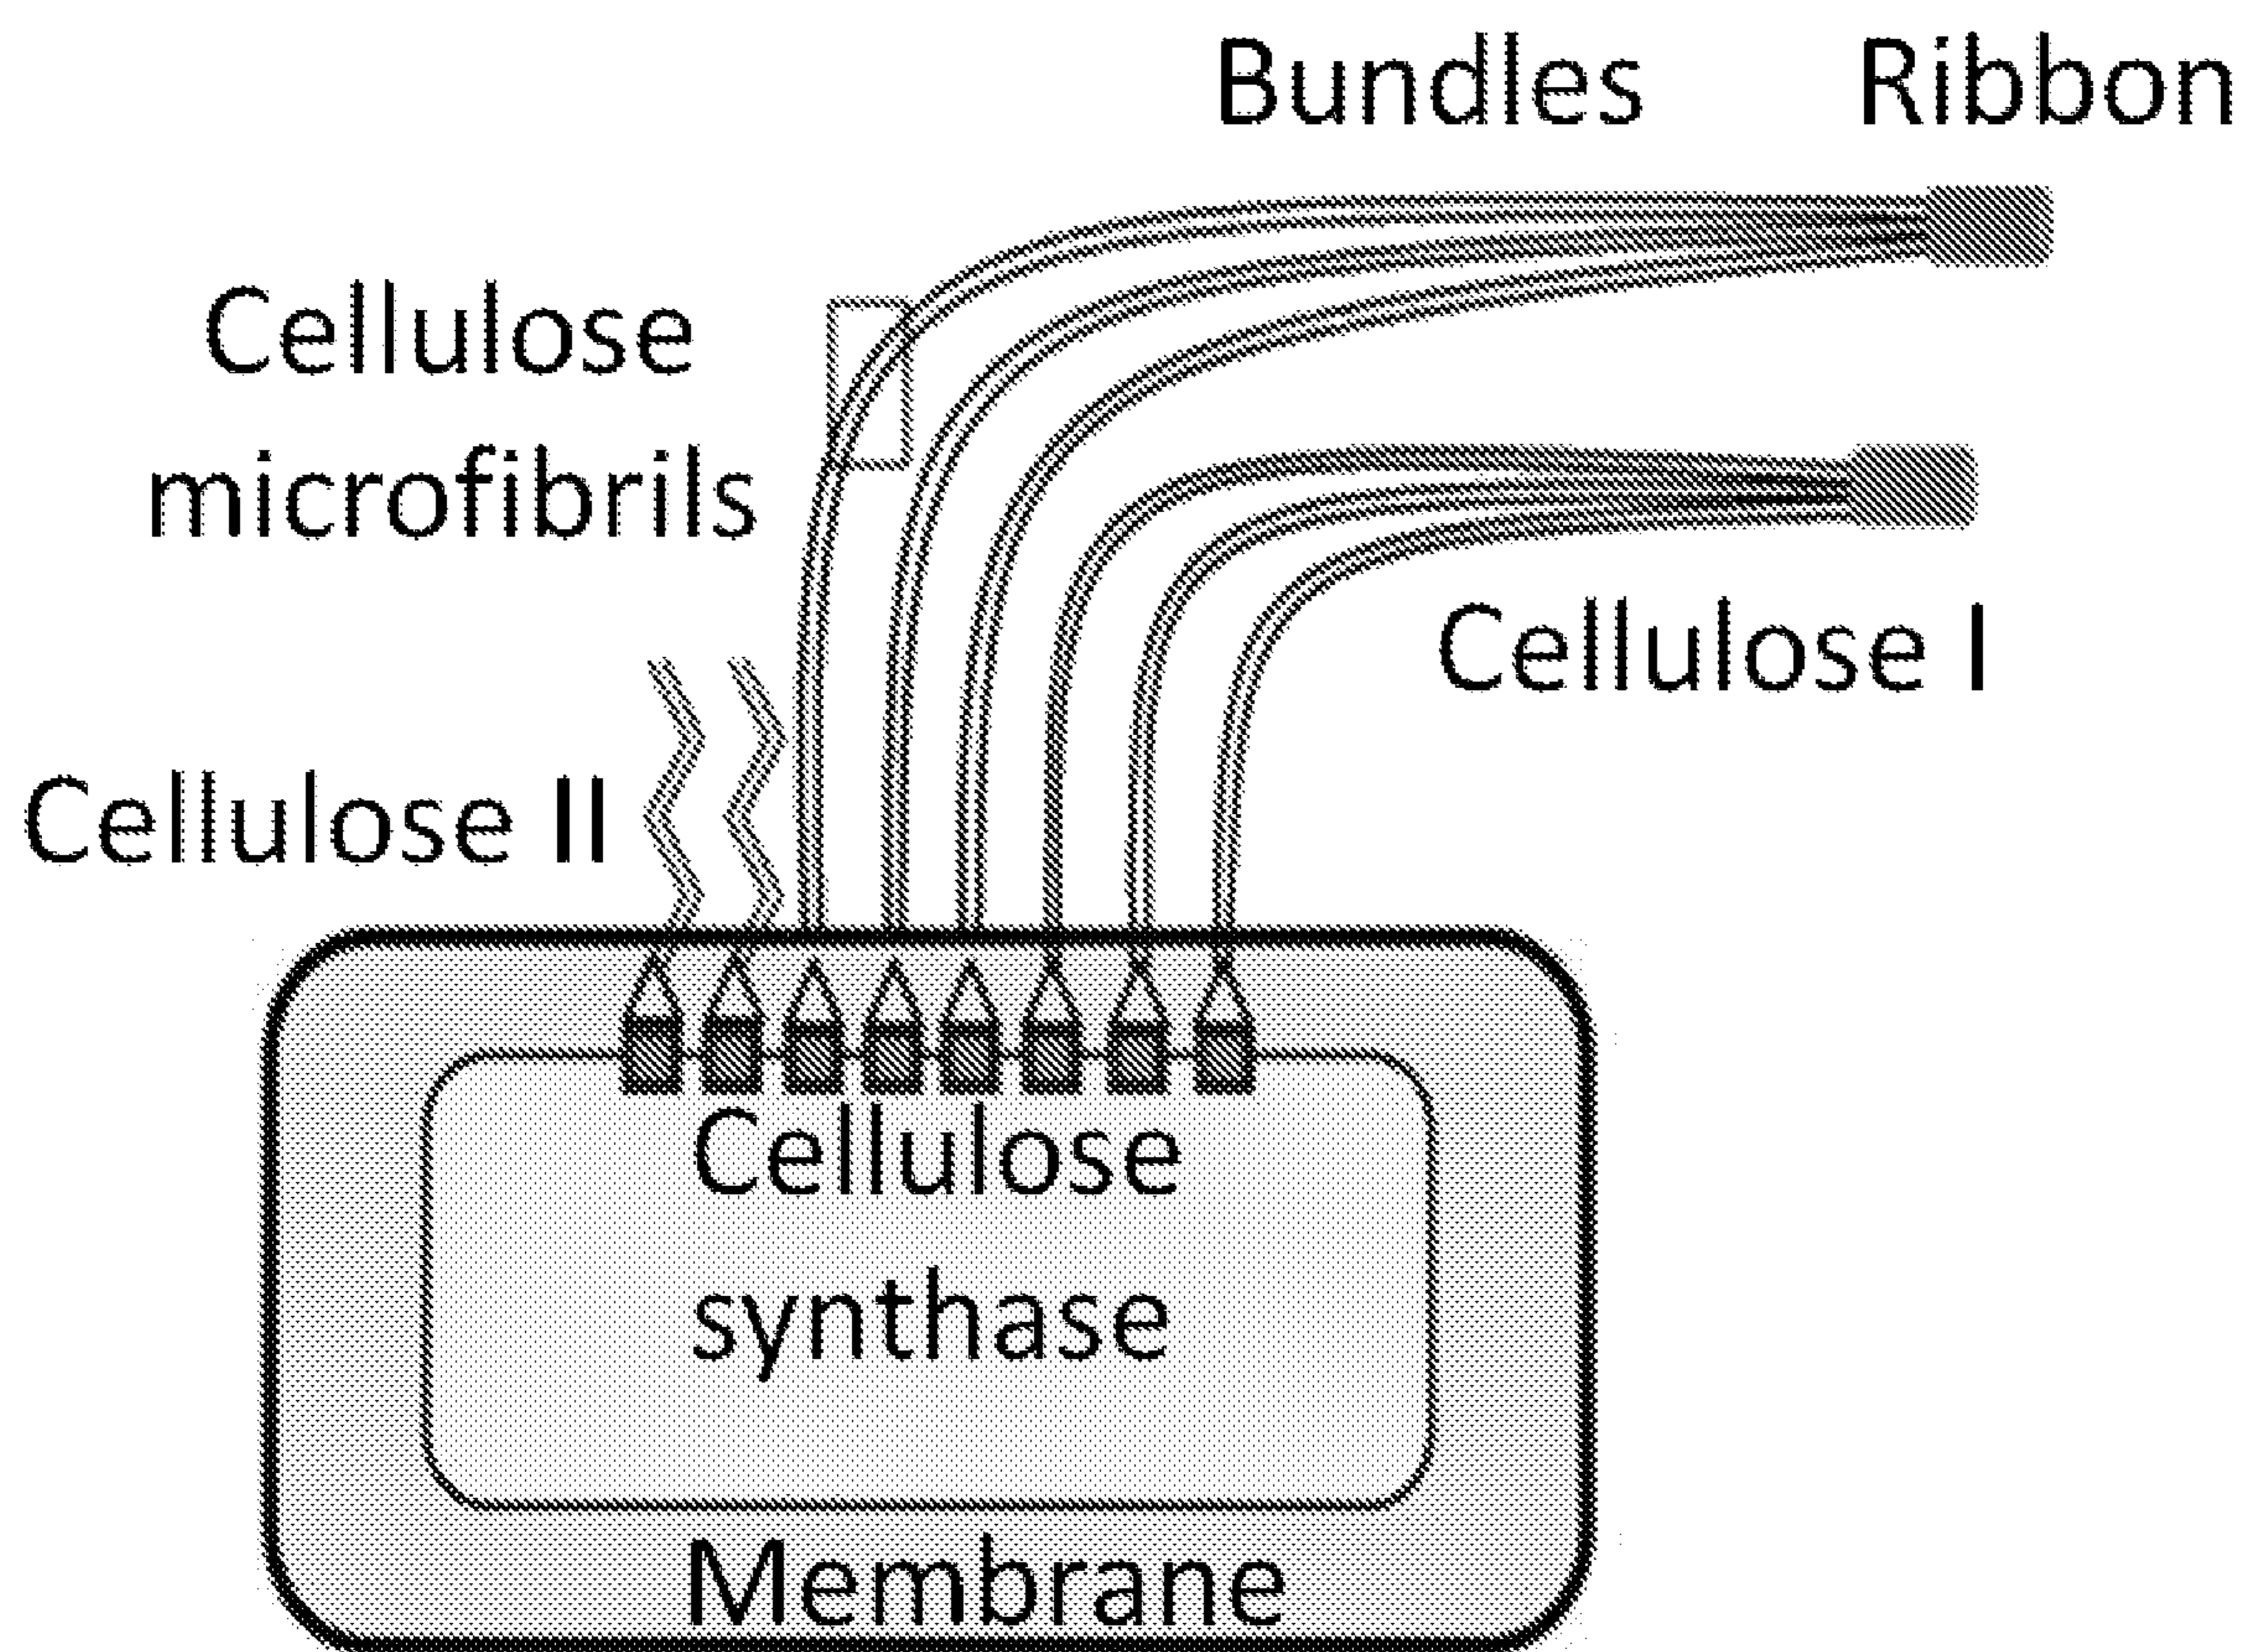 Bundles
Ribbon
Cellulose
microfibrils
Cellulose I
Cellulose II
Cellulose
synthase
Membrane